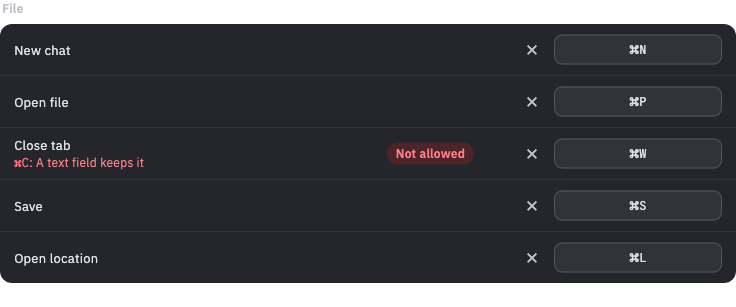 File
New chat
✕ ⌘N
Open file
✕ ⌘P
Close tab
⌘C: A text field keeps it
Not allowed
✕ ⌘W
Save
✕ ⌘S
Open location
✕ ⌘L